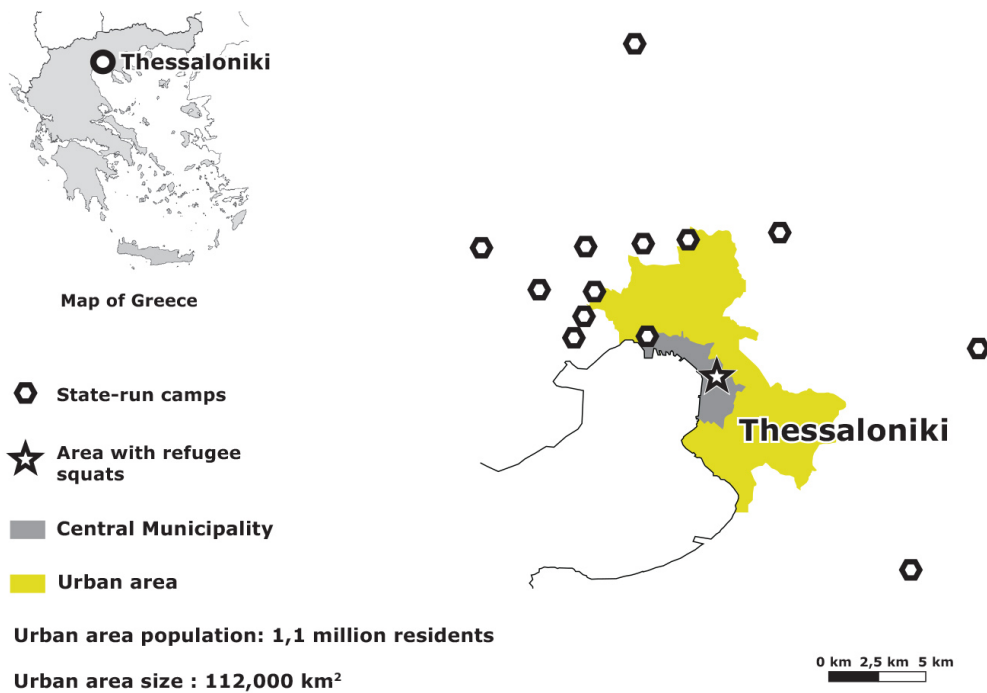 Thessaloniki
Map of Greece
State-run camps
Area with refugee
squats
Central Municipality
Urban area
Urban area population: 1,1 million residents
Urban area size : 112,000 km²
Thessaloniki
0 km 2,5 km 5 km